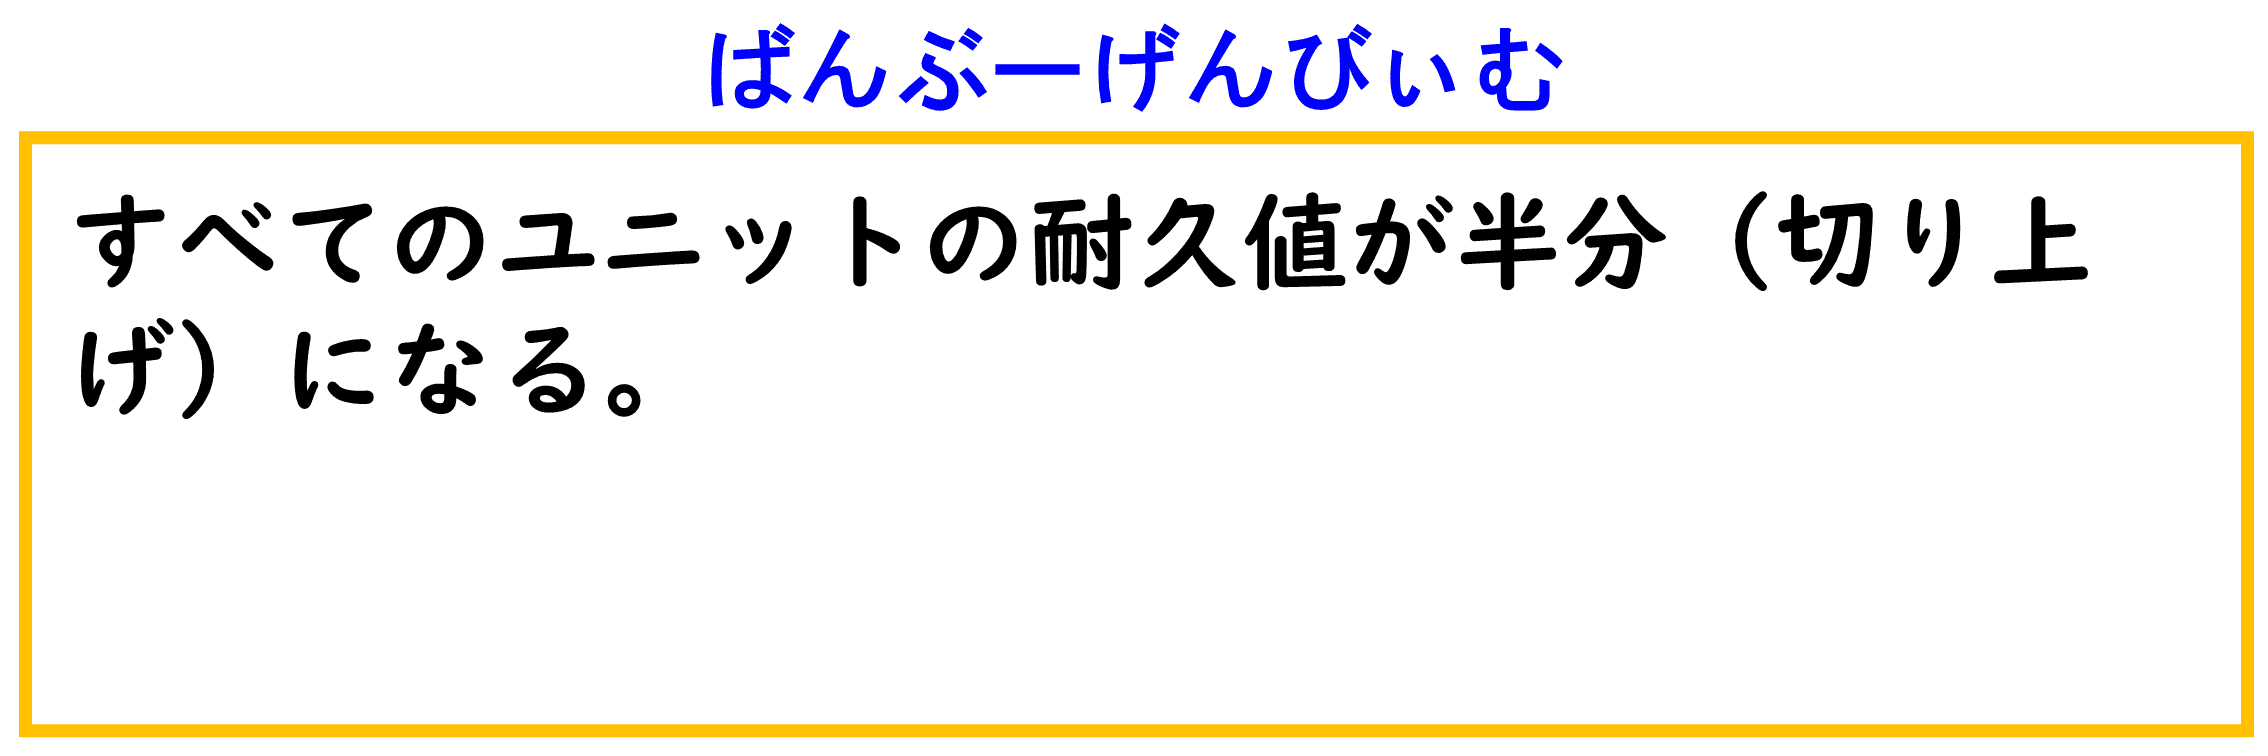 ばんぶーげんびぃむ
すべてのユニットの耐久値が半分（切り上
げ）になる。